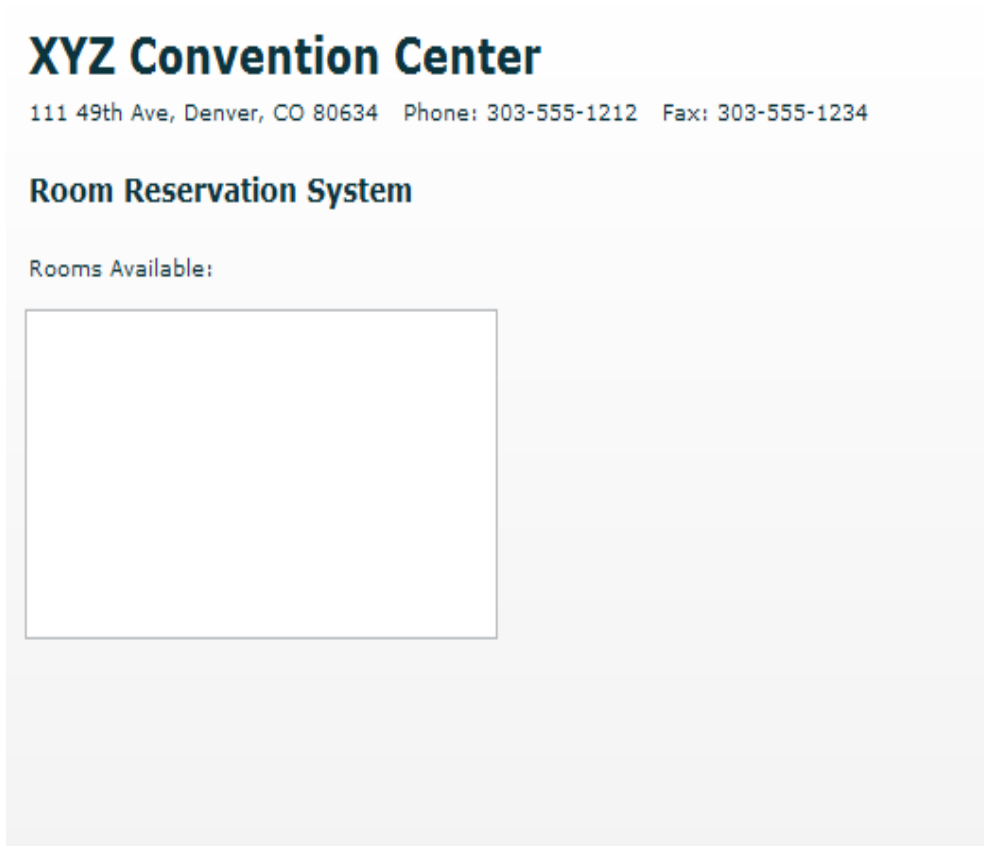 XYZ Convention Center
111 49th Ave, Denver, CO 80634 Phone: 303-555-1212 Fax: 303-555-1234
Room Reservation System
Rooms Available: